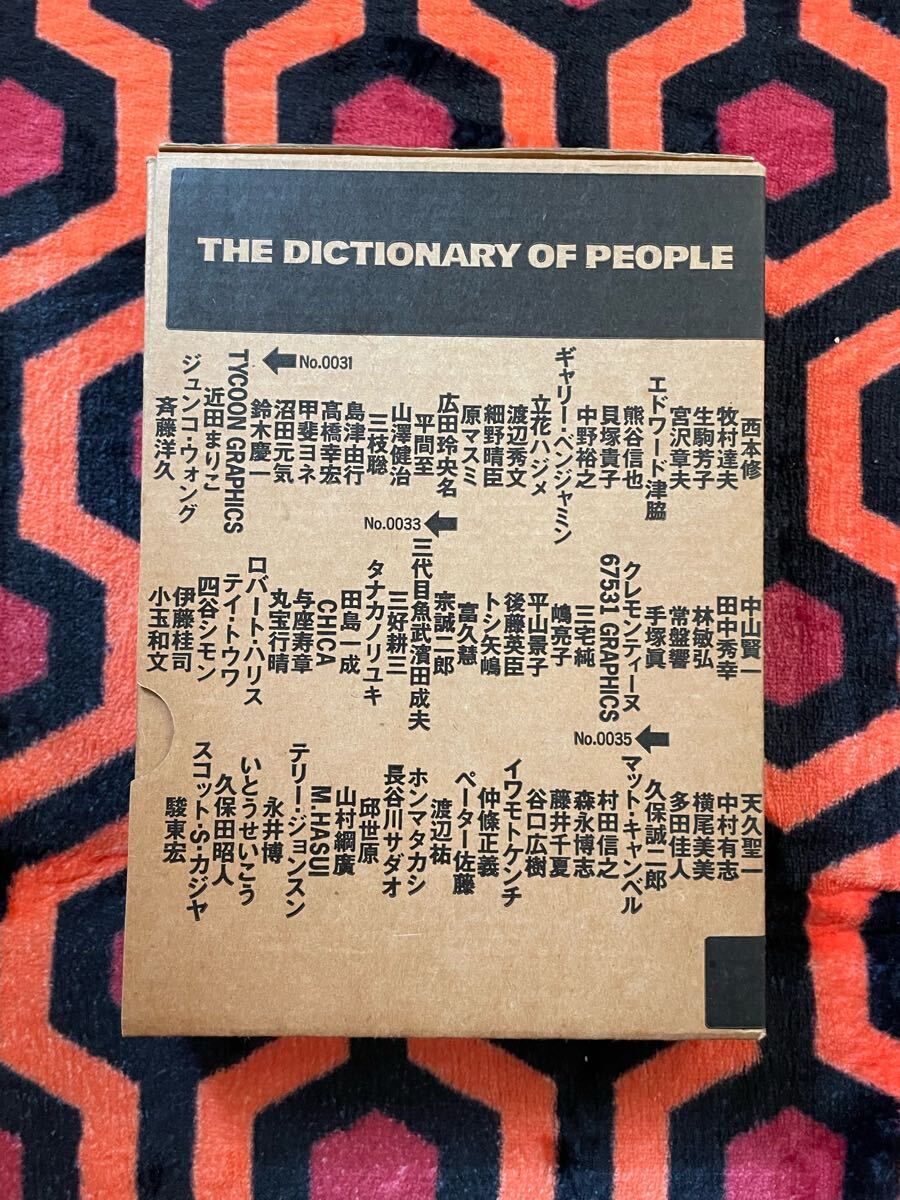 THE DICTIONARY OF PEOPLE
西本修
牧村達夫
生駒芳子
宮沢章夫
エドワード津脇
熊谷信也
貝塚貴子
中野裕之
ギャリー・ベンジャミン
立花ハジメ
渡辺秀文
細野晴臣
原マスミ
広田玲央名
平間至
山澤健治
三枝聡
島津由行
高橋幸宏
甲斐ヨネ
No.0031
沼田元気
鈴木慶一
TYCOON GRAPHICS
近田まりこ
ジュンコ・ウォング
斉藤洋久
中山賢一
田中秀幸
林敏弘
常盤響
手塚眞
クレモンティーヌ
67531 GRAPHICS
三宅純
嶋亮子
平山景子
後藤英臣
トシ矢嶋
富久慧
宗誠二郎
No.0033
三代目魚武濱田成夫
三好耕三
タナカノリユキ
田島一成
CHICA
与座寿章
丸宝行晴
ロバート・ハリス
テイ・トウワ
四谷シモン
伊藤桂司
小玉和文
天久聖一
中村有志
横尾美美
多田佳人
久保誠二郎
No.0035
マット・キャンベル
村田信之
森永博志
藤井千夏
谷口広樹
イワモトケンチ
仲條正義
ペーター佐藤
渡辺祐
ホンマタカシ
長谷川サダオ
邱世原
山村綱廣
M.HASUI
テリー・ジョンスン
永井博
いとうせいこう
久保田昭人
スコット・S・カジヤ
駿東宏